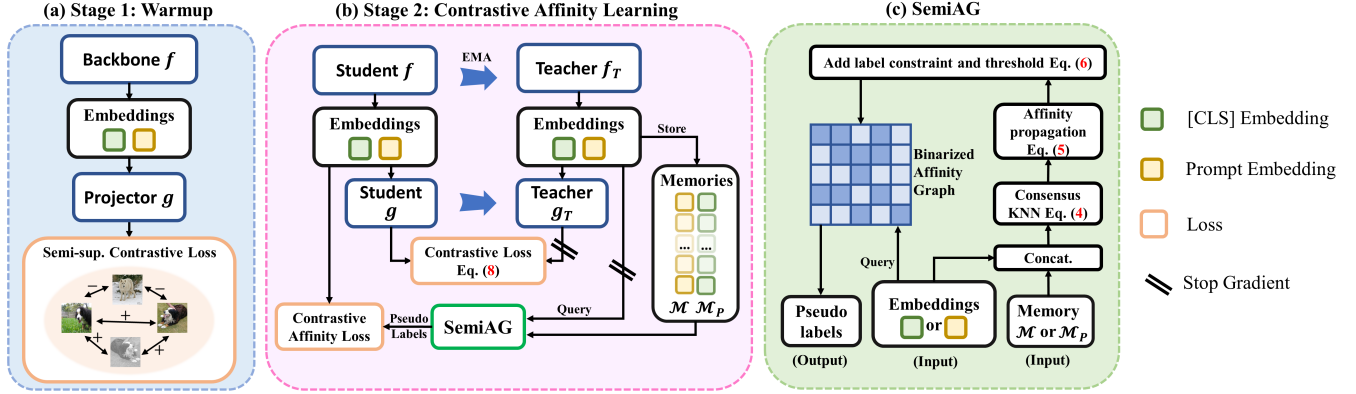 (a) Stage 1: Warmup
Backbone f
Embeddings
Projector g
Semi-sup. Contrastive Loss
−
−
+
+
+
(b) Stage 2: Contrastive Affinity Learning
Student f
EMA
Teacher f_T
Embeddings
Embeddings
Store
Student
g
Teacher
g_T
Memories
...
...
ℳ ℳ_P
Contrastive Loss
Eq. (8)
Query
Contrastive
Affinity Loss
Pseudo
Labels
SemiAG
(c) SemiAG
Add label constraint and threshold Eq. (6)
Affinity
propagation
Eq. (5)
Binarized
Affinity
Graph
Consensus
KNN Eq. (4)
Query
Concat.
Pseudo
labels
Embeddings
or
Memory
ℳ or ℳ_P
(Output)
(Input)
(Input)
[CLS] Embedding
Prompt Embedding
Loss
Stop Gradient